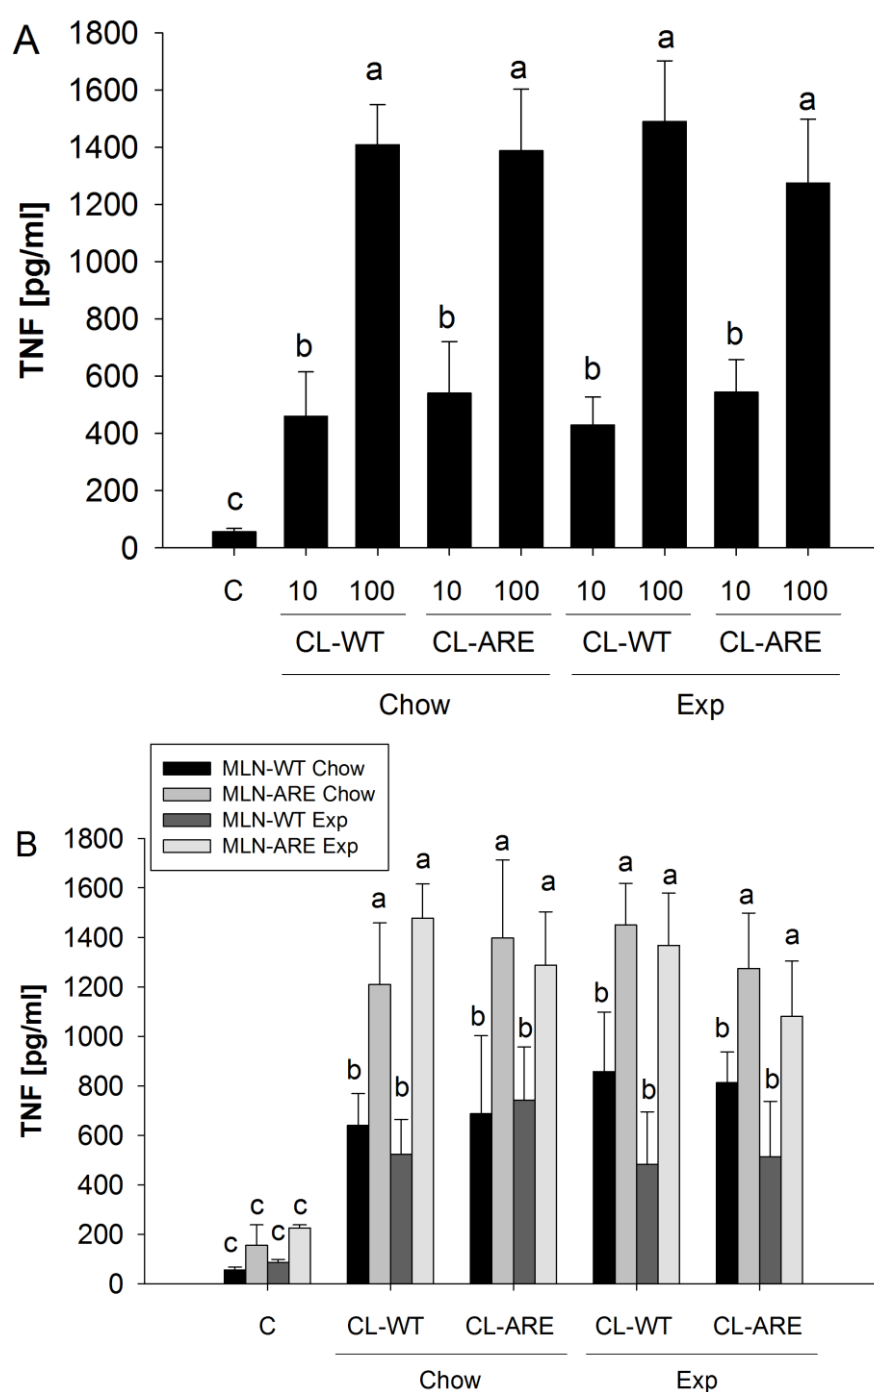 A
TNF [pg/ml]
1800
1600
1400
1200
1000
800
600
400
200
0
c
b
a
b
a
b
a
b
a
C 10 100 10 100 10 100 10 100
CL-WT CL-ARE CL-WT CL-ARE
Chow Exp
B
MLN-WT Chow
MLN-ARE Chow
MLN-WT Exp
MLN-ARE Exp
TNF [pg/ml]
1800
1600
1400
1200
1000
800
600
400
200
0
c c c c
b a b a
b a b a
b a b a
b a b a
C CL-WT CL-ARE CL-WT CL-ARE
Chow Exp